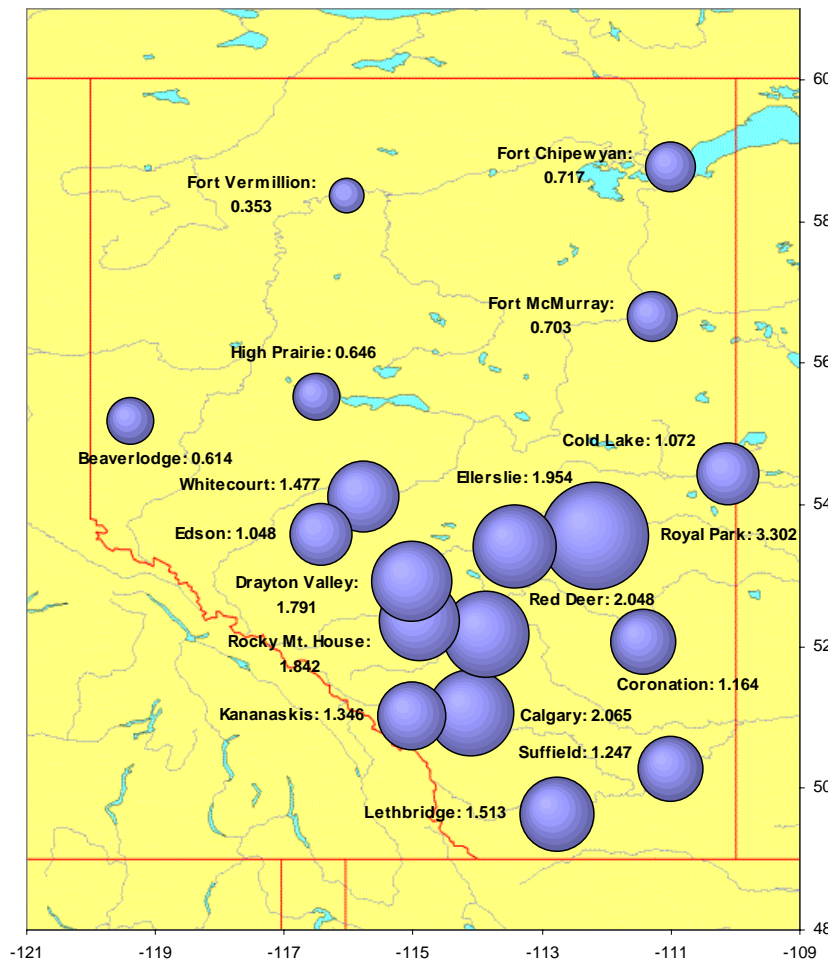 60
Fort Chipewyan:
0.717
Fort Vermillion:
0.353
58
Fort McMurray:
0.703
High Prairie: 0.646
56
Cold Lake: 1.072
Beaverlodge: 0.614
Ellerslie: 1.954
Whitecourt: 1.477
54
Edson: 1.048
Royal Park: 3.302
Drayton Valley:
1.791
Red Deer: 2.048
Rocky Mt. House:
1.842
52
Coronation: 1.164
Kananaskis: 1.346
Calgary: 2.065
Suffield: 1.247
50
Lethbridge: 1.513
48
-121 -119 -117 -115 -113 -111 -109